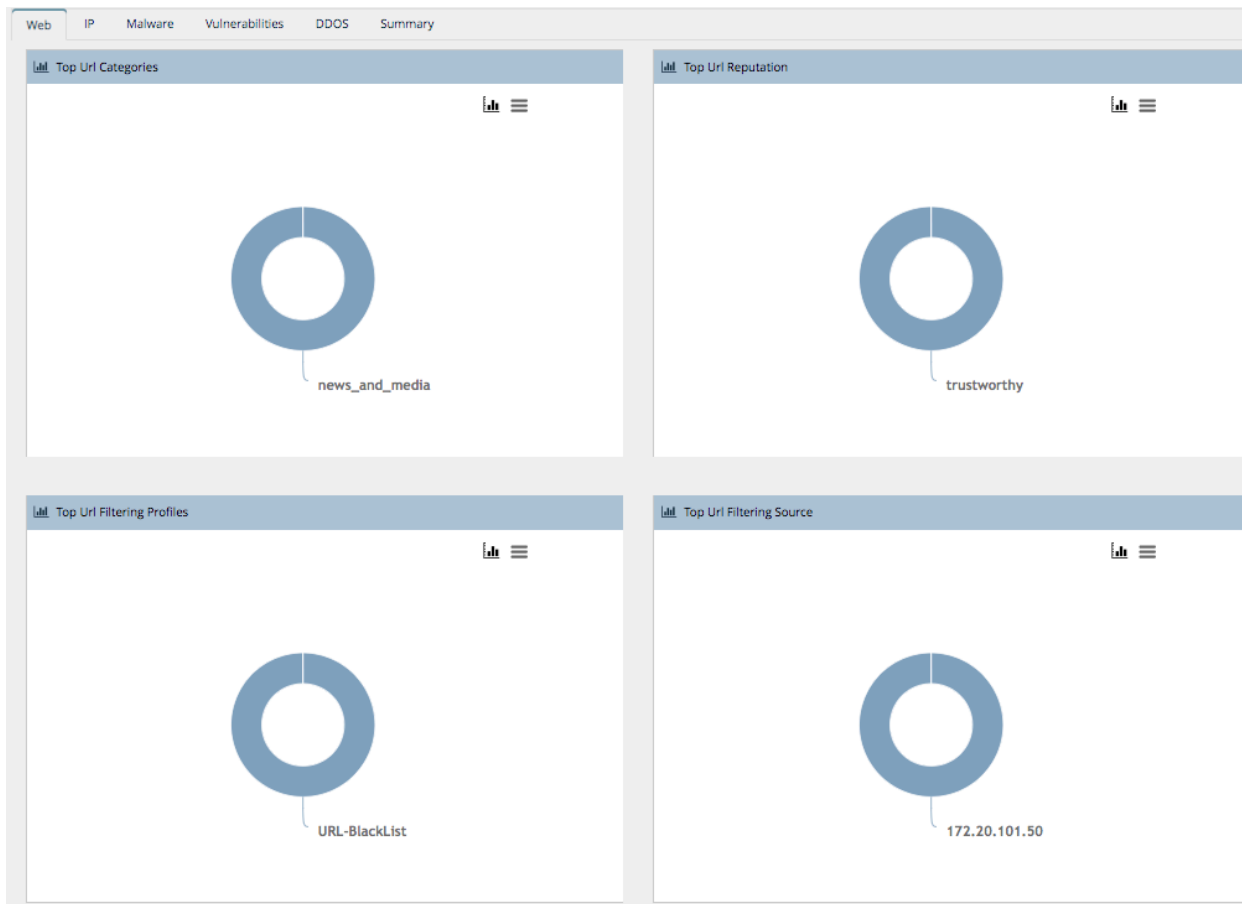 Web IP Malware Vulnerabilities DDOS Summary
Top Url Categories
news_and_media
Top Url Reputation
trustworthy
Top Url Filtering Profiles
URL-BlackList
Top Url Filtering Source
172.20.101.50